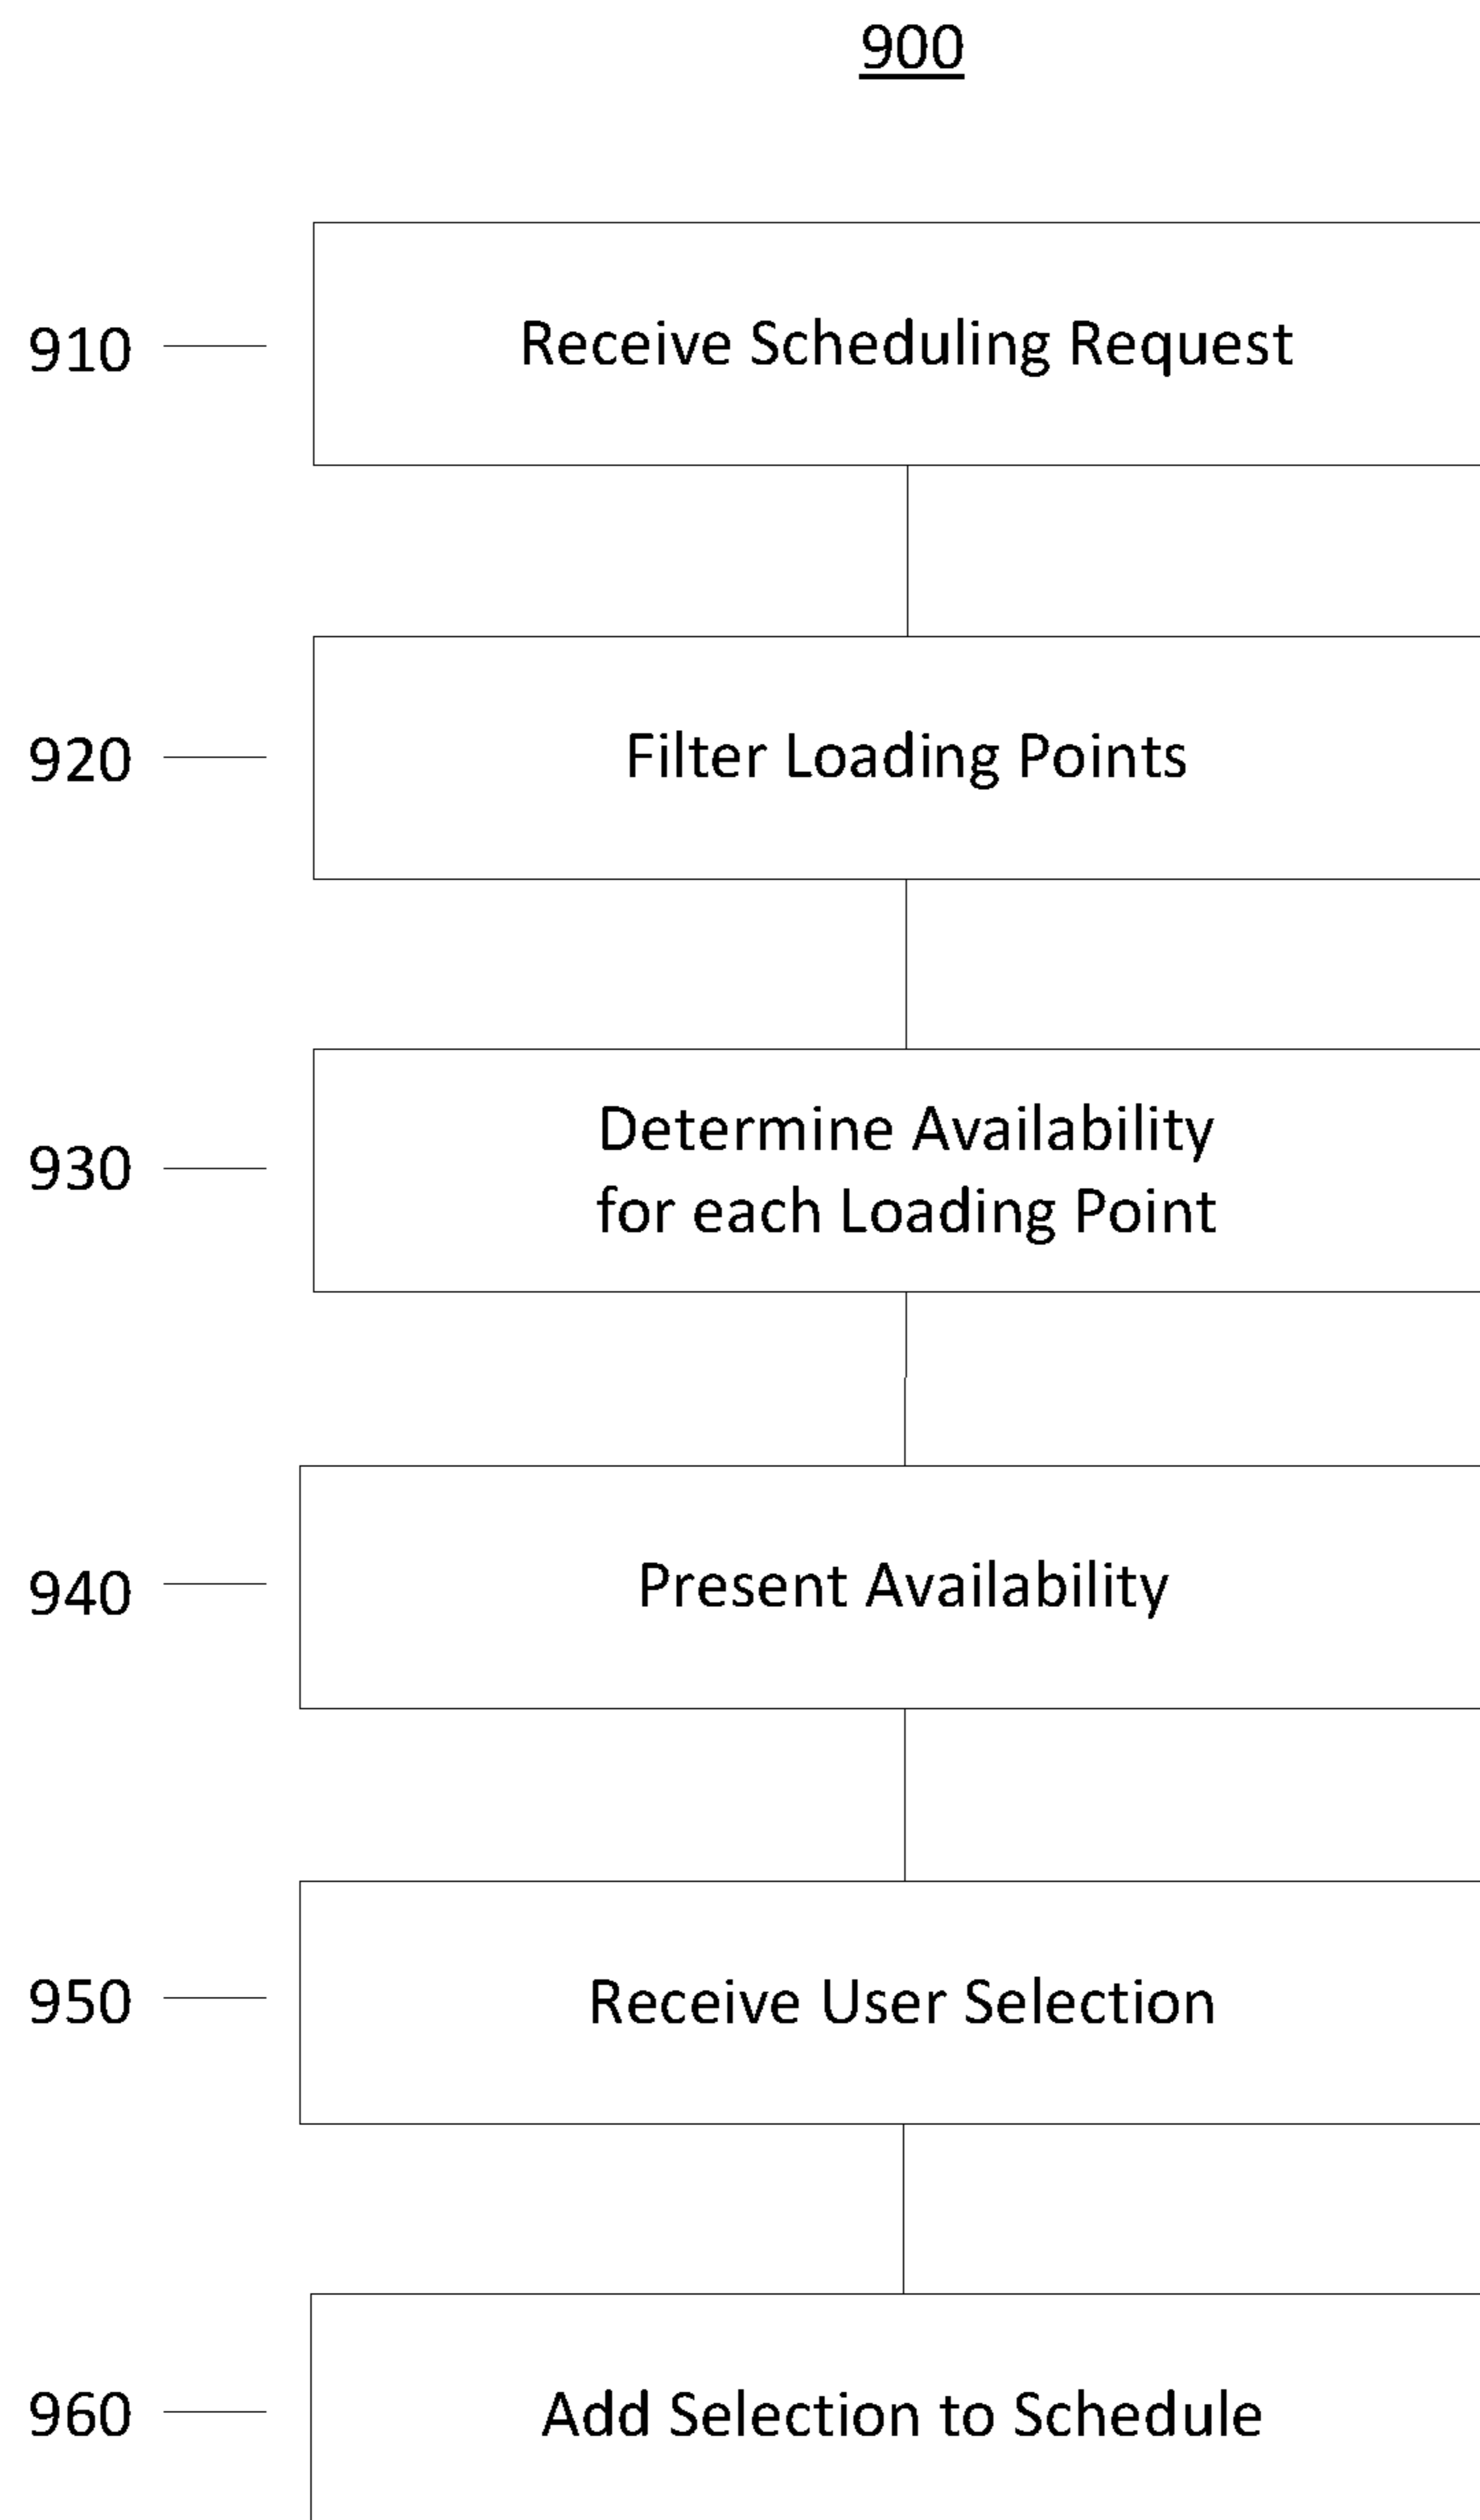 900
910
Receive Scheduling Request
920
Filter Loading Points
930
Determine Availability
for each Loading Point
940
Present Availability
950
Receive User Selection
960
Add Selection to Schedule